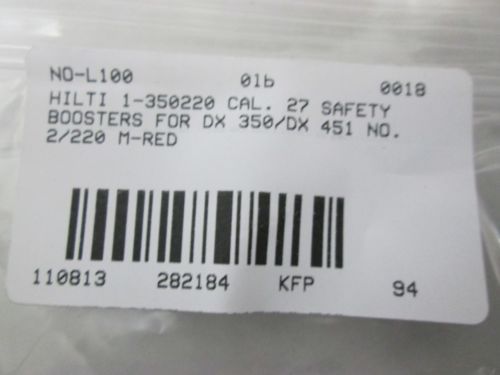 NO-L100 01b 0018
HILTI 1-350220 CAL. 27 SAFETY
BOOSTERS FOR DX 350/DX 451 NO.
2/220 M-RED
110813 282184 KFP 94